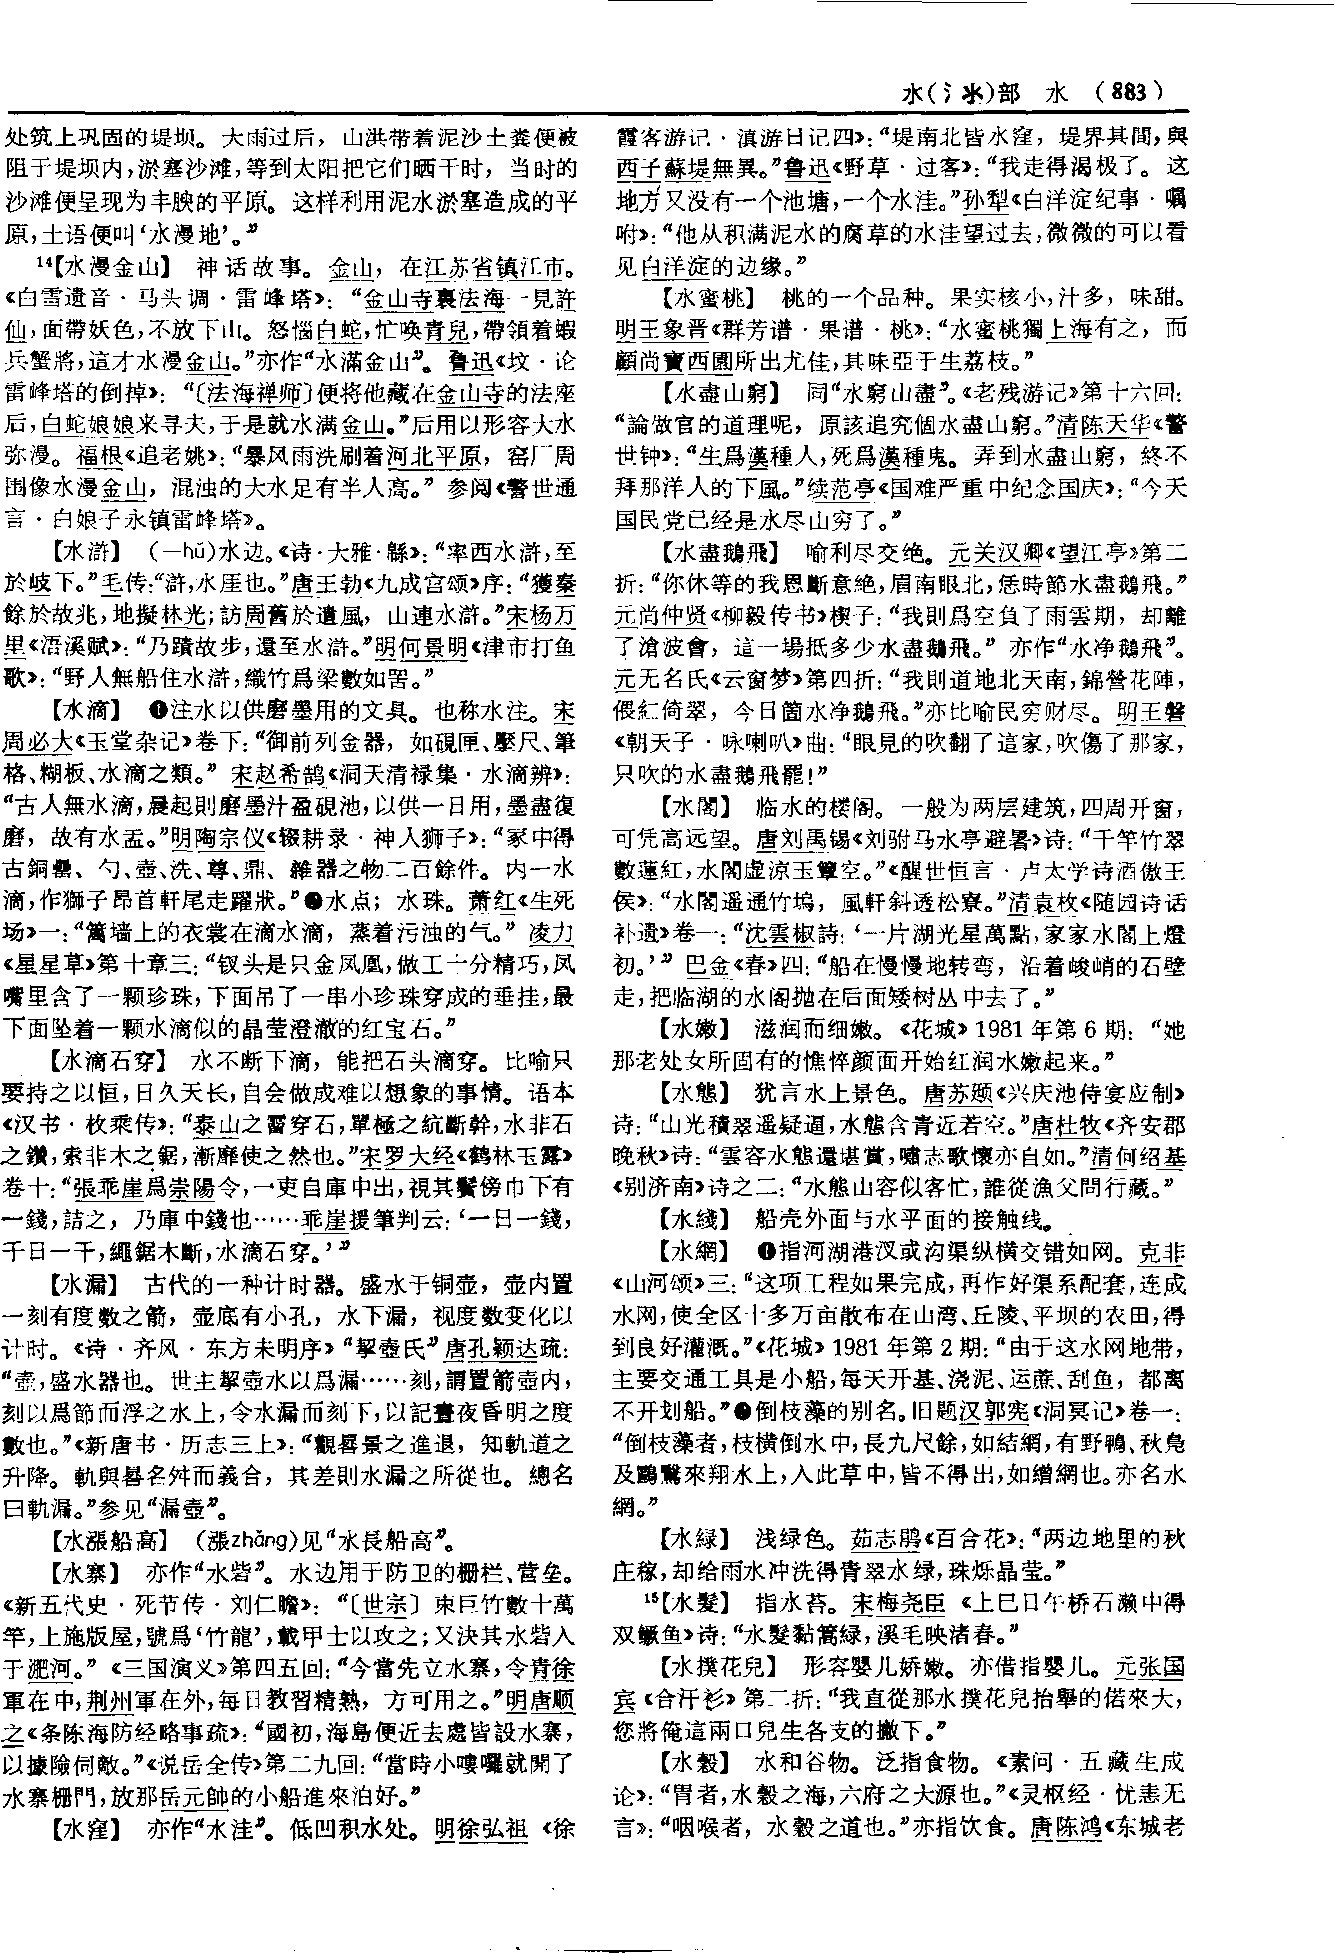 水(氵氺)部　水　(883)
处筑上巩固的堤坝。大雨过后，山洪带着泥沙土粪便被
阻于堤坝内，淤塞沙滩，等到太阳把它们晒干时，当时的
沙滩便呈现为丰腴的平原。这样利用泥水淤塞造成的平
原，土语便叫‘水漫地’。”
14【水漫金山】　神话故事。金山，在江苏省镇江市。
《白雪遗音·马头调·雷峰塔》：“金山寺裏法海一見許
仙，面帶妖色，不放下山。怒惱白蛇，忙唤青兒，帶領着蝦
兵蟹將，這才水漫金山。”亦作“水滿金山”。鲁迅《坟·论
雷峰塔的倒掉》：“〔法海禅师〕便将他藏在金山寺的法座
后，白蛇娘娘来寻夫，于是就水满金山。”后用以形容大水
弥漫。福根《追老姚》：“暴风雨洗刷着河北平原，窑厂周
围像水漫金山，混浊的大水足有半人高。”参阅《警世通
言·白娘子永镇雷峰塔》。
【水滸】　(—hǔ)水边。《诗·大雅·緜》：“率西水滸，至
於岐下。”毛传：“滸，水厓也。”唐王勃《九成宫颂》序：“獲秦
餘於故兆，地擬林光；訪周舊於遺風，山連水滸。”宋杨万
里《浯溪赋》：“乃蹟故步，還至水滸。”明何景明《津市打鱼
歌》：“野人無船住水滸，織竹爲梁數如罟。”
【水滴】　❶注水以供磨墨用的文具。也称水注。宋
周必大《玉堂杂记》卷下：“御前列金器，如硯匣、壓尺、筆
格、糊板、水滴之類。”宋赵希鹄《洞天清禄集·水滴辨》：
“古人無水滴，晨起則磨墨汁盈硯池，以供一日用，墨盡復
磨，故有水盂。”明陶宗仪《辍耕录·神人狮子》：“冢中得
古銅罍、勺、壺、洗、尊、鼎、雜器之物二百餘件。内一水
滴，作獅子昂首軒尾走躍狀。”❷水点；水珠。萧红《生死
场》一：“篱墙上的衣裳在滴水滴，蒸着污浊的气。”凌力
《星星草》第十章三：“钗头是只金凤凰，做工十分精巧，凤
嘴里含了一颗珍珠，下面吊了一串小珍珠穿成的垂挂，最
下面坠着一颗水滴似的晶莹澄澈的红宝石。”
【水滴石穿】　水不断下滴，能把石头滴穿。比喻只
要持之以恒，日久天长，自会做成难以想象的事情。语本
《汉书·枚乘传》：“泰山之霤穿石，單極之紞斷幹，水非石
之鑽，索非木之鋸，漸靡使之然也。”宋罗大经《鹤林玉露》
卷十：“張乖崖爲崇陽令，一吏自庫中出，視其鬢傍巾下有
一錢，詰之，乃庫中錢也……乖崖援筆判云：‘一日一錢，
千日一千，繩鋸木斷，水滴石穿。’”
【水漏】　古代的一种计时器。盛水于铜壶，壶内置
一刻有度数之箭，壶底有小孔，水下漏，视度数变化以
计时。《诗·齐风·东方未明序》“挈壺氏”唐孔颖达疏：
“壺，盛水器也。世主挈壺水以爲漏……刻，謂置箭壺内，
刻以爲節而浮之水上，令水漏而刻下，以記晝夜昏明之度
數也。”《新唐书·历志三上》：“觀晷景之進退，知軌道之
升降。軌與晷名舛而義合，其差則水漏之所從也。總名
曰軌漏。”参见“漏壺”。
【水漲船高】　(漲zhǎng)见“水長船高”。
【水寨】　亦作“水砦”。水边用于防卫的栅栏、营垒。
《新五代史·死节传·刘仁瞻》：“〔世宗〕束巨竹數十萬
竿，上施版屋，號爲‘竹龍’，載甲士以攻之；又決其水砦入
于淝河。”《三国演义》第四五回：“今當先立水寨，令青徐
軍在中，荆州軍在外，每日教習精熟，方可用之。”明唐顺
之《条陈海防经略事疏》：“國初，海島便近去處皆設水寨，
以據險伺敵。”《说岳全传》第二九回：“當時小嘍囉就開了
水寨栅門，放那岳元帥的小船進來泊好。”
【水窪】　亦作“水洼”。低凹积水处。明徐弘祖《徐
霞客游记·滇游日记四》：“堤南北皆水窪，堤界其間，與
西子蘇堤無異。”鲁迅《野草·过客》：“我走得渴极了。这
地方又没有一个池塘，一个水洼。”孙犁《白洋淀纪事·嘱
咐》：“他从积满泥水的腐草的水洼望过去，微微的可以看
见白洋淀的边缘。”
【水蜜桃】　桃的一个品种。果实核小，汁多，味甜。
明王象晋《群芳谱·果谱·桃》：“水蜜桃獨上海有之，而
顧尚寶西園所出尤佳，其味亞于生荔枝。”
【水盡山窮】　同“水窮山盡”。《老残游记》第十六回：
“論做官的道理呢，原該追究個水盡山窮。”清陈天华《警
世钟》：“生爲漢種人，死爲漢種鬼。弄到水盡山窮，終不
拜那洋人的下風。”续范亭《国难严重中纪念国庆》：“今天
国民党已经是水尽山穷了。”
【水盡鵝飛】　喻利尽交绝。元关汉卿《望江亭》第二
折：“你休等的我恩斷意絶，眉南眼北，恁時節水盡鵝飛。”
元尚仲贤《柳毅传书》楔子：“我則爲空負了雨雲期，却離
了滄波會，這一場抵多少水盡鵝飛。”亦作“水净鵝飛”。
元无名氏《云窗梦》第四折：“我則道地北天南，錦營花陣，
偎紅倚翠，今日箇水净鵝飛。”亦比喻民穷财尽。明王磐
《朝天子·咏喇叭》曲：“眼見的吹翻了這家，吹傷了那家，
只吹的水盡鵝飛罷！”
【水閣】　临水的楼阁。一般为两层建筑，四周开窗，
可凭高远望。唐刘禹锡《刘驸马水亭避暑》诗：“千竿竹翠
數蓮紅，水閣虚涼玉簟空。”《醒世恒言·卢太学诗酒傲王
侯》：“水閣遥通竹塢，風軒斜透松寮。”清袁枚《随园诗话
补遗》卷一：“沈雲椒詩：‘一片湖光星萬點，家家水閣上燈
初。’”巴金《春》四：“船在慢慢地转弯，沿着峻峭的石壁
走，把临湖的水阁抛在后面矮树丛中去了。”
【水嫩】　滋润而细嫩。《花城》1981年第6期：“她
那老处女所固有的憔悴颜面开始红润水嫩起来。”
【水態】　犹言水上景色。唐苏颋《兴庆池侍宴应制》
诗：“山光積翠遥疑逼，水態含青近若空。”唐杜牧《齐安郡
晚秋》诗：“雲容水態還堪賞，嘯志歌懷亦自如。”清何绍基
《别济南》诗之二：“水態山容似客忙，誰從漁父問行藏。”
【水綫】　船壳外面与水平面的接触线。
【水網】　❶指河湖港汊或沟渠纵横交错如网。克非
《山河颂》三：“这项工程如果完成，再作好渠系配套，连成
水网，使全区十多万亩散布在山湾、丘陵、平坝的农田，得
到良好灌溉。”《花城》1981年第2期：“由于这水网地带，
主要交通工具是小船，每天开基、浇泥、运蔗、刮鱼，都离
不开划船。”❷倒枝藻的别名。旧题汉郭宪《洞冥记》卷一：
“倒枝藻者，枝横倒水中，長九尺餘，如結網，有野鴨、秋鳧
及鷗鷖來翔水上，入此草中，皆不得出，如缯網也。亦名水
網。”
【水緑】　浅绿色。茹志鹃《百合花》：“两边地里的秋
庄稼，却给雨水冲洗得青翠水绿，珠烁晶莹。”
15【水髮】　指水苔。宋梅尧臣《上巳日午桥石濑中得
双鳜鱼》诗：“水髮黏篙緑，溪毛映渚春。”
【水撲花兒】　形容婴儿娇嫩。亦借指婴儿。元张国
宾《合汗衫》第二折：“我直從那水撲花兒抬舉的偌來大，
您將俺這兩口兒生各支的撇下。”
【水穀】　水和谷物。泛指食物。《素问·五藏生成
论》：“胃者，水穀之海，六府之大源也。”《灵枢经·忧恚无
言》：“咽喉者，水穀之道也。”亦指饮食。唐陈鸿《东城老